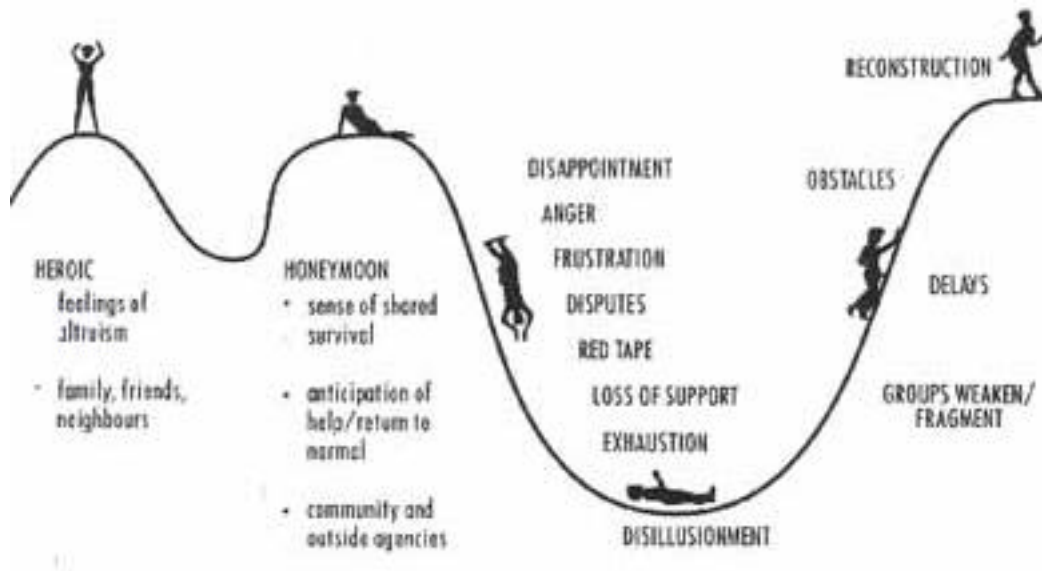 HEROIC
feelings of
altruism
- family, friends,
neighbours
HONEYMOON
• sense of shared
survival
• anticipation of
help/return to
normal
• community and
outside agencies
DISAPPOINTMENT
ANGER
FRUSTRATION
DISPUTES
RED TAPE
LOSS OF SUPPORT
EXHAUSTION
DISILLUSIONMENT
RECONSTRUCTION
OBSTACLES
DELAYS
GROUPS WEAKEN/
FRAGMENT